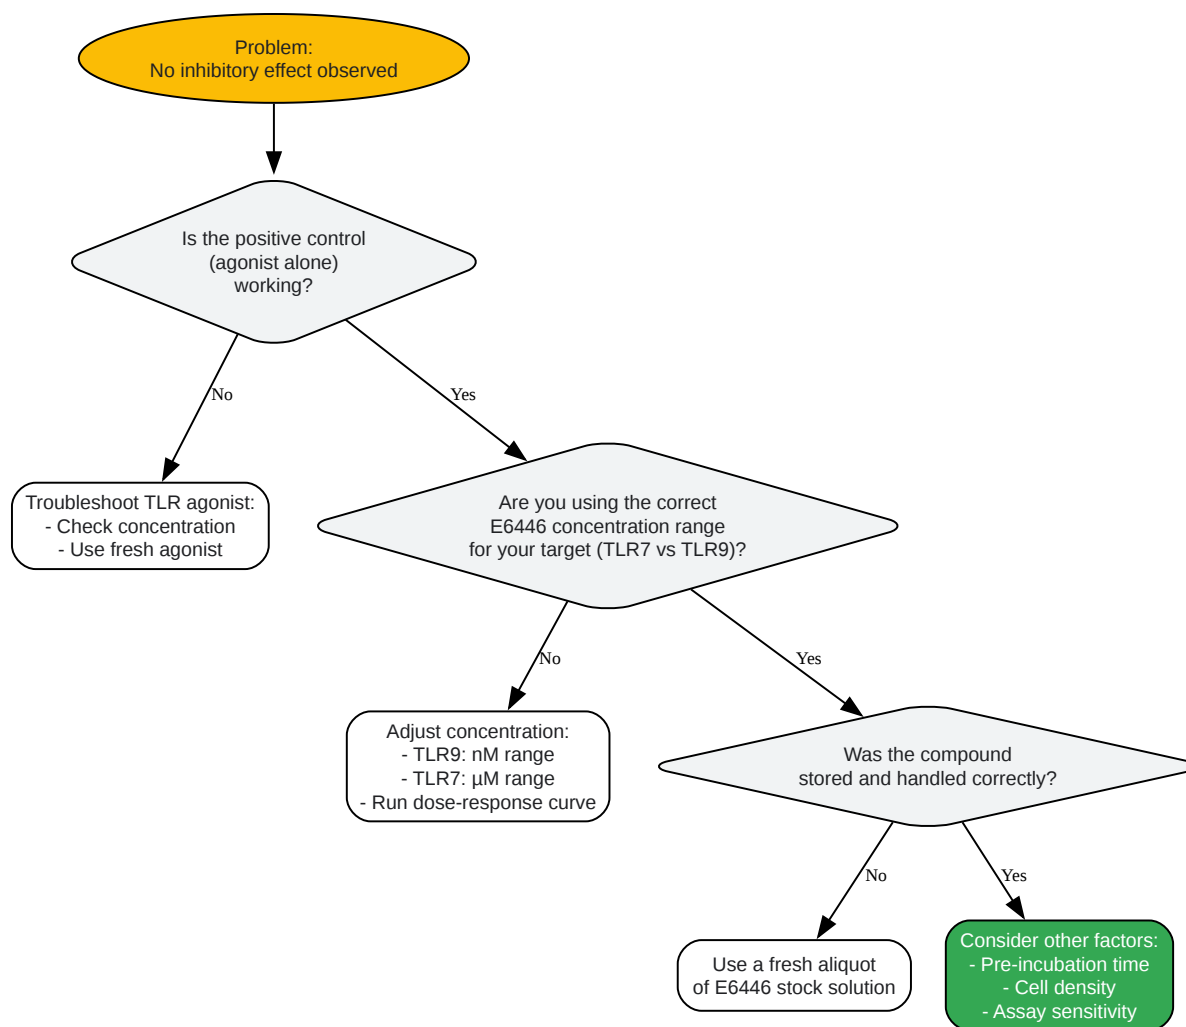 Problem:
No inhibitory effect observed
Is the positive control
(agonist alone)
working?
No
Yes
Troubleshoot TLR agonist:
- Check concentration
- Use fresh agonist
Are you using the correct
E6446 concentration range
for your target (TLR7 vs TLR9)?
No
Yes
Adjust concentration:
- TLR9: nM range
- TLR7: µM range
- Run dose-response curve
Was the compound
stored and handled correctly?
No
Yes
Use a fresh aliquot
of E6446 stock solution
Consider other factors:
- Pre-incubation time
- Cell density
- Assay sensitivity